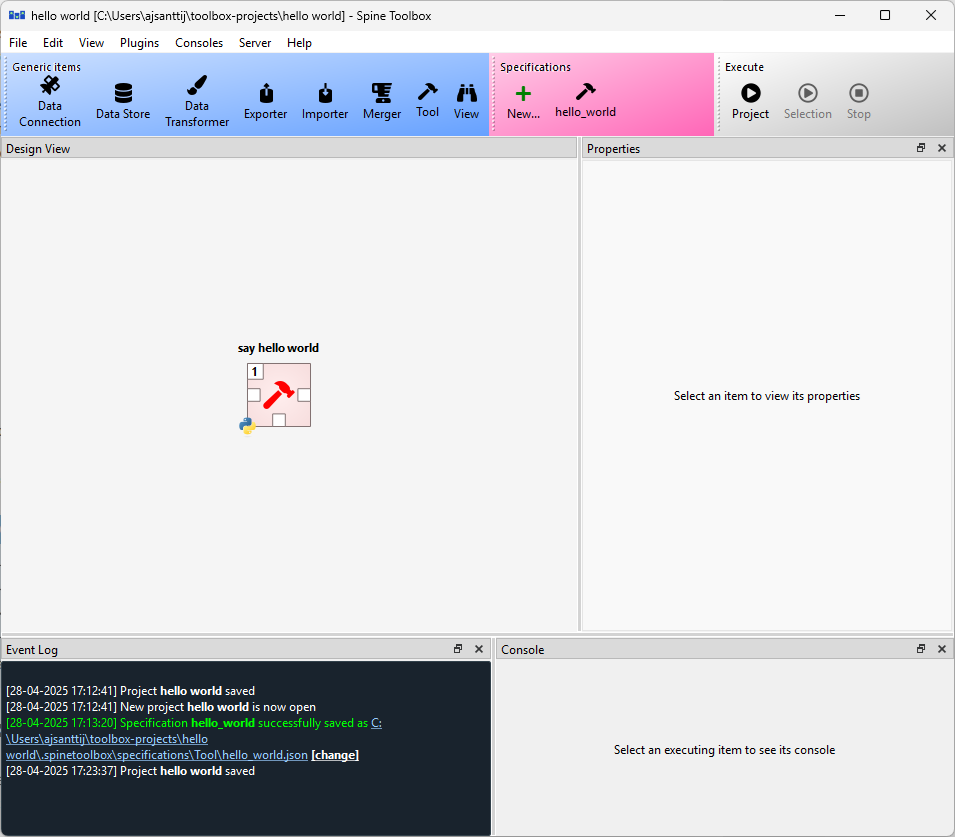 hello world [C:\Users\ajsanttij\toolbox-projects\hello world] - Spine Toolbox
File Edit View Plugins Consoles Server Help
Generic items
Data Connection
Data Store
Data Transformer
Exporter
Importer
Merger
Tool
View
Specifications
New...
hello_world
Execute
Project
Selection
Stop
Design View
say hello world
1
Properties
Select an item to view its properties
Event Log
[28-04-2025 17:12:41] Project hello world saved
[28-04-2025 17:12:41] New project hello world is now open
[28-04-2025 17:13:20] Specification hello_world successfully saved as C:
\Users\ajsanttij\toolbox-projects\hello
world\.spinetoolbox\specifications\Tool\hello_world.json [change]
[28-04-2025 17:23:37] Project hello world saved
Console
Select an executing item to see its console